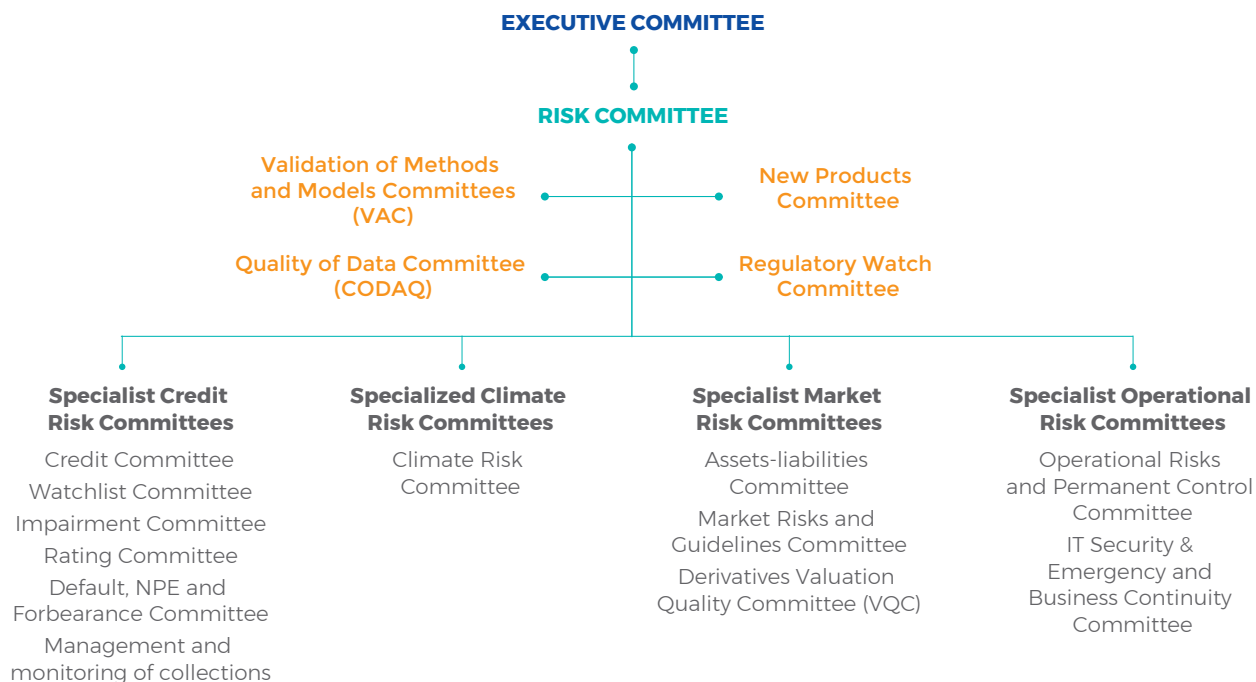 EXECUTIVE COMMITTEE
RISK COMMITTEE
Validation of Methods
and Models Committees
(VAC)
New Products
Committee
Quality of Data Committee
(CODAQ)
Regulatory Watch
Committee
Specialist Credit
Risk Committees
Credit Committee
Watchlist Committee
Impairment Committee
Rating Committee
Default, NPE and
Forbearance Committee
Management and
monitoring of collections
Specialized Climate
Risk Committees
Climate Risk
Committee
Specialist Market
Risk Committees
Assets-liabilities
Committee
Market Risks and
Guidelines Committee
Derivatives Valuation
Quality Committee (VQC)
Specialist Operational
Risk Committees
Operational Risks
and Permanent Control
Committee
IT Security &
Emergency and
Business Continuity
Committee